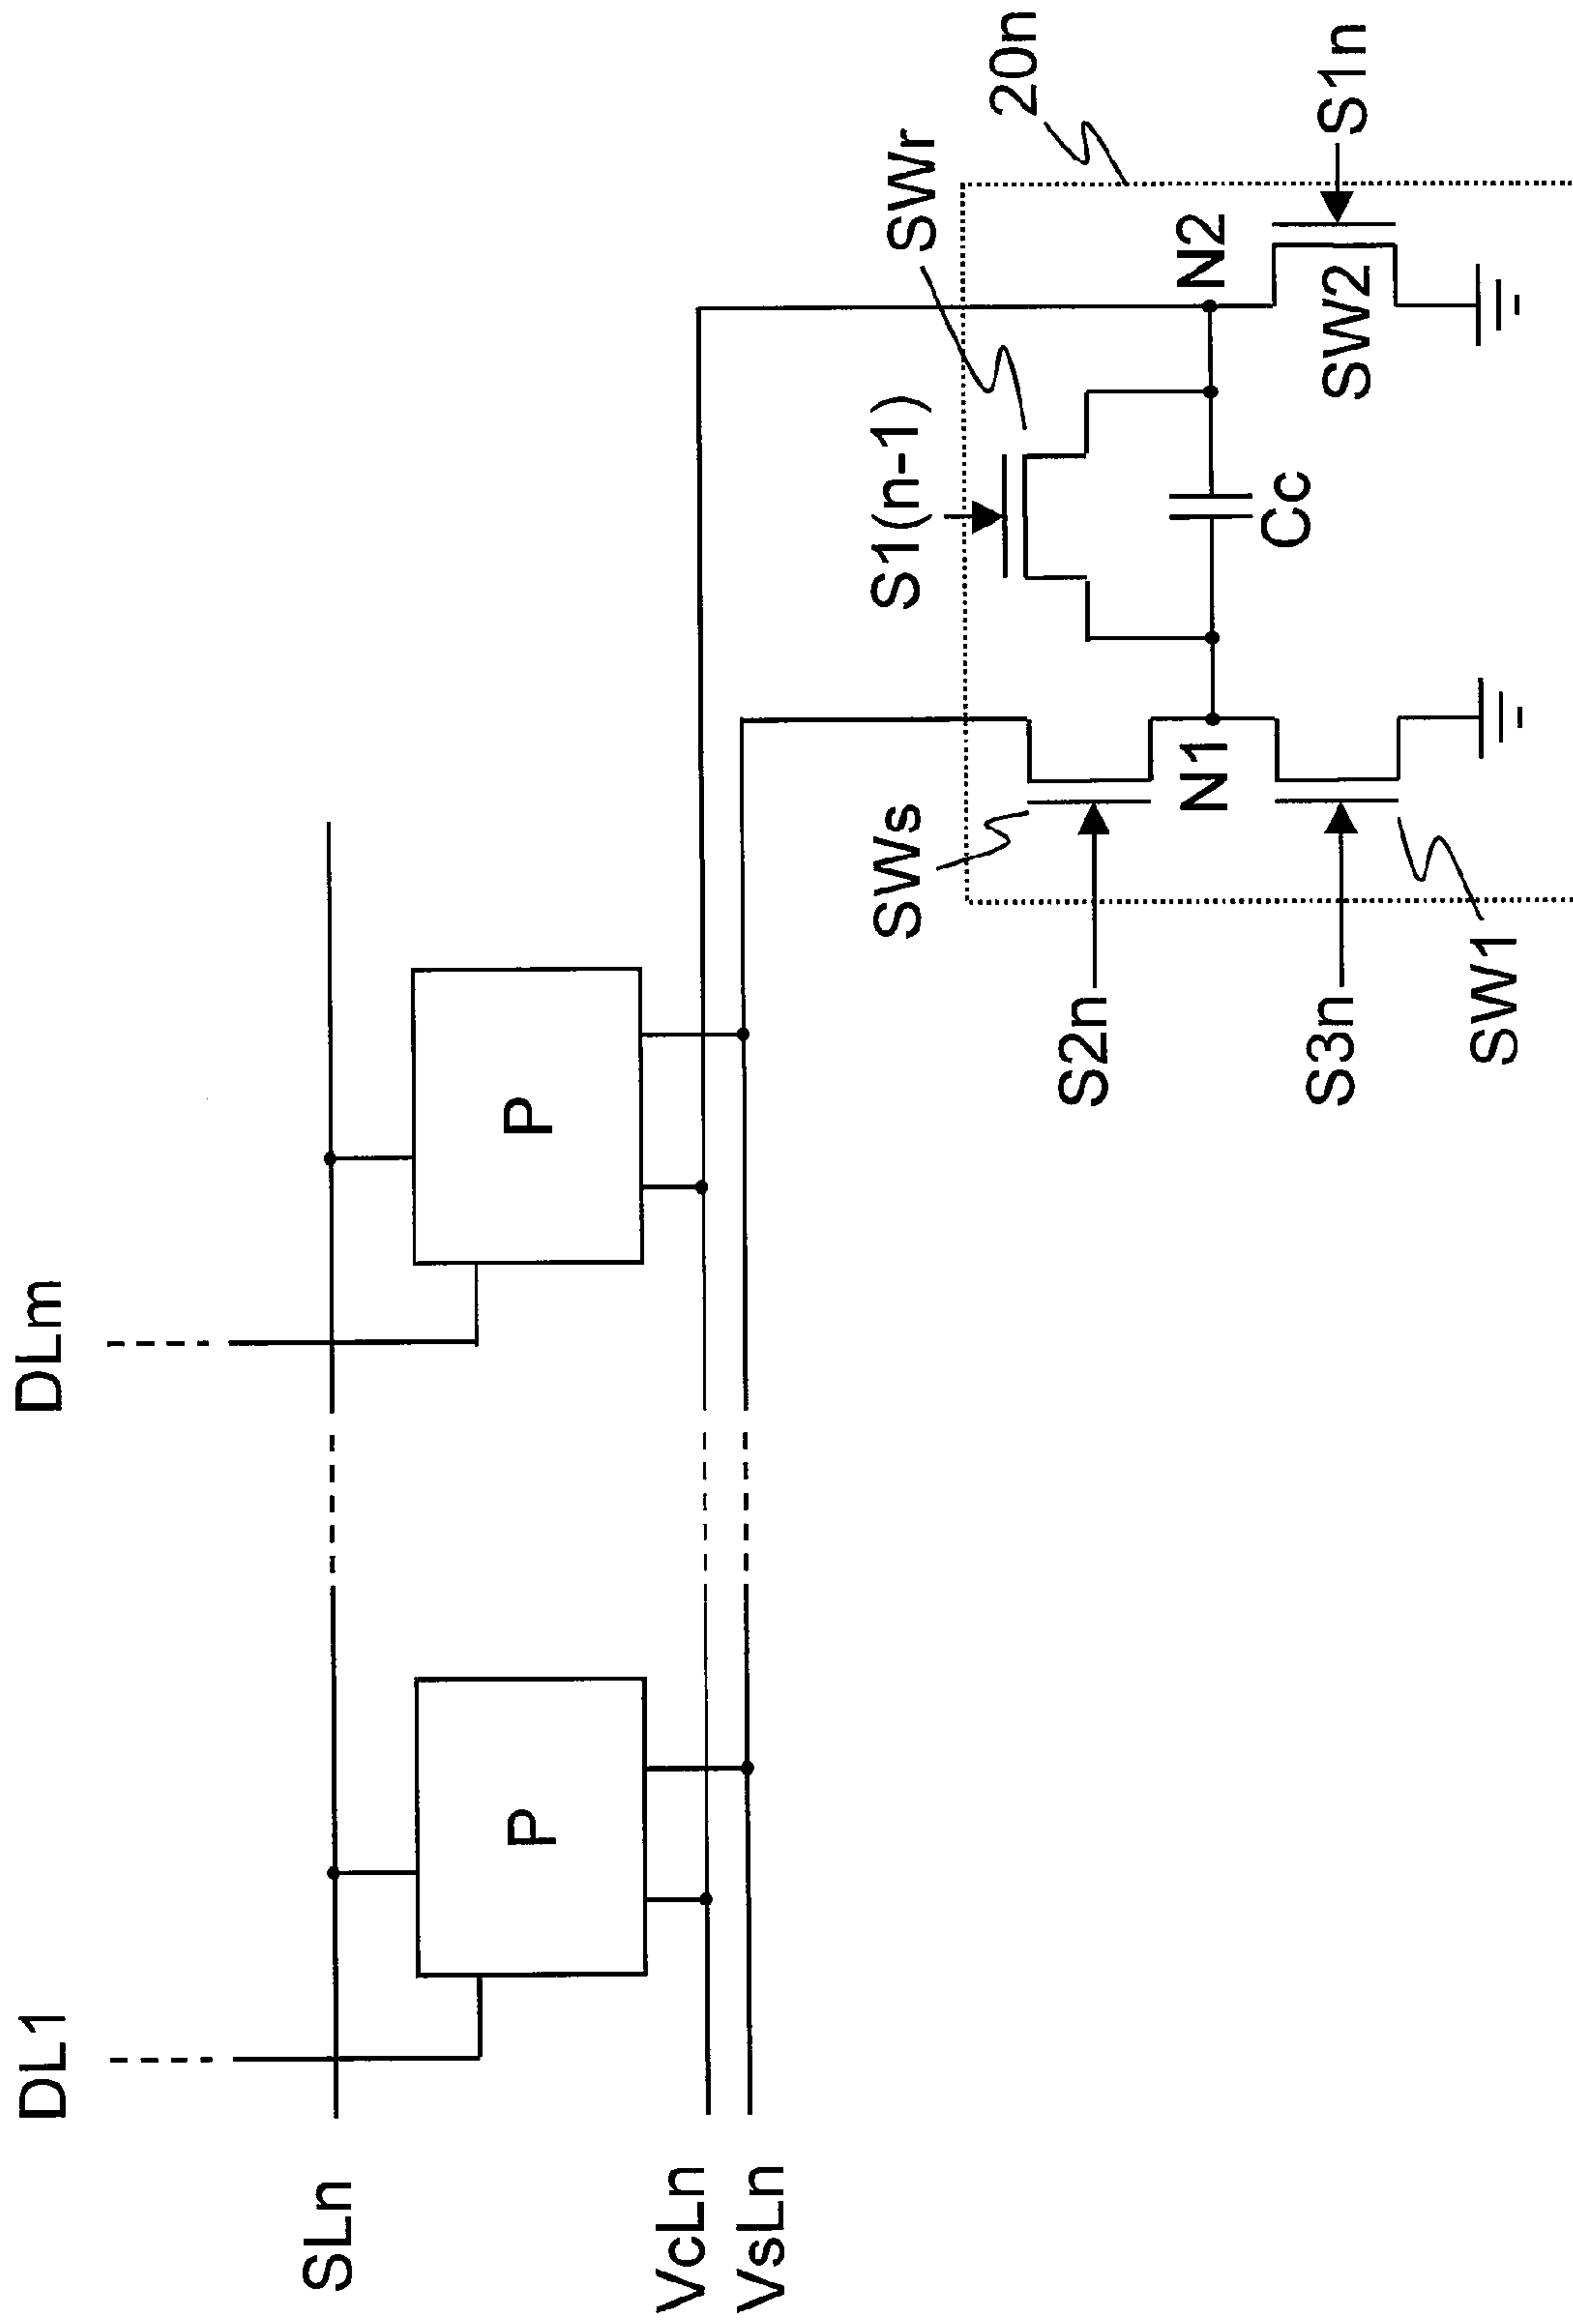 DL1
DLm
SLn
P
P
VcLn
VsLn
S1(n-1)
SWr
20n
SWs
S2n
N1
Cc
N2
S1n
S3n
SW2
SW1